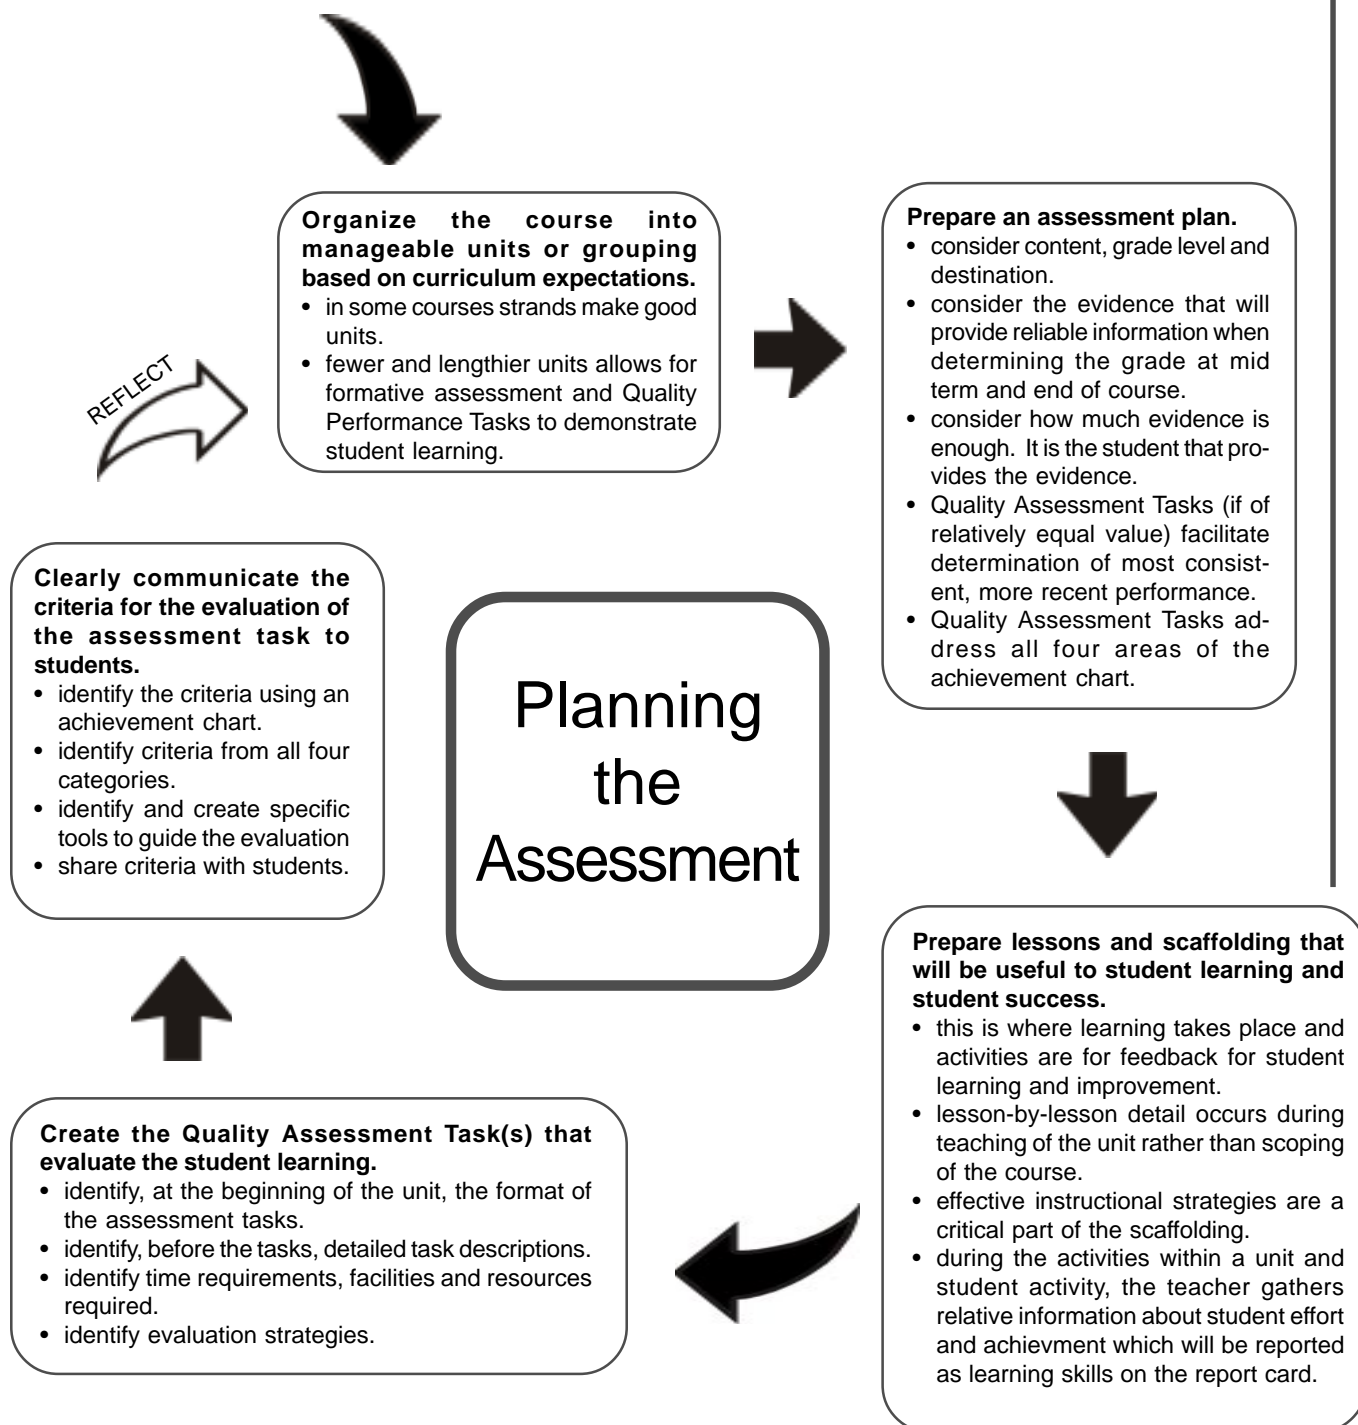 Organize the course into
manageable units or grouping
based on curriculum expectations.
• in some courses strands make good
units.
• fewer and lengthier units allows for
formative assessment and Quality
Performance Tasks to demonstrate
student learning.
Prepare an assessment plan.
• consider content, grade level and
destination.
• consider the evidence that will
provide reliable information when
determining the grade at mid
term and end of course.
• consider how much evidence is
enough. It is the student that pro-
vides the evidence.
• Quality Assessment Tasks (if of
relatively equal value) facilitate
determination of most consist-
ent, more recent performance.
• Quality Assessment Tasks ad-
dress all four areas of the
achievement chart.
Prepare lessons and scaffolding that
will be useful to student learning and
student success.
• this is where learning takes place and
activities are for feedback for student
learning and improvement.
• lesson-by-lesson detail occurs during
teaching of the unit rather than scoping
of the course.
• effective instructional strategies are a
critical part of the scaffolding.
• during the activities within a unit and
student activity, the teacher gathers
relative information about student effort
and achievment which will be reported
as learning skills on the report card.
Create the Quality Assessment Task(s) that
evaluate the student learning.
• identify, at the beginning of the unit, the format of
the assessment tasks.
• identify, before the tasks, detailed task descriptions.
• identify time requirements, facilities and resources
required.
• identify evaluation strategies.
Clearly communicate the
criteria for the evaluation of
the assessment task to
students.
• identify the criteria using an
achievement chart.
• identify criteria from all four
categories.
• identify and create specific
tools to guide the evaluation
• share criteria with students.
REFLECT
Planning
the
Assessment